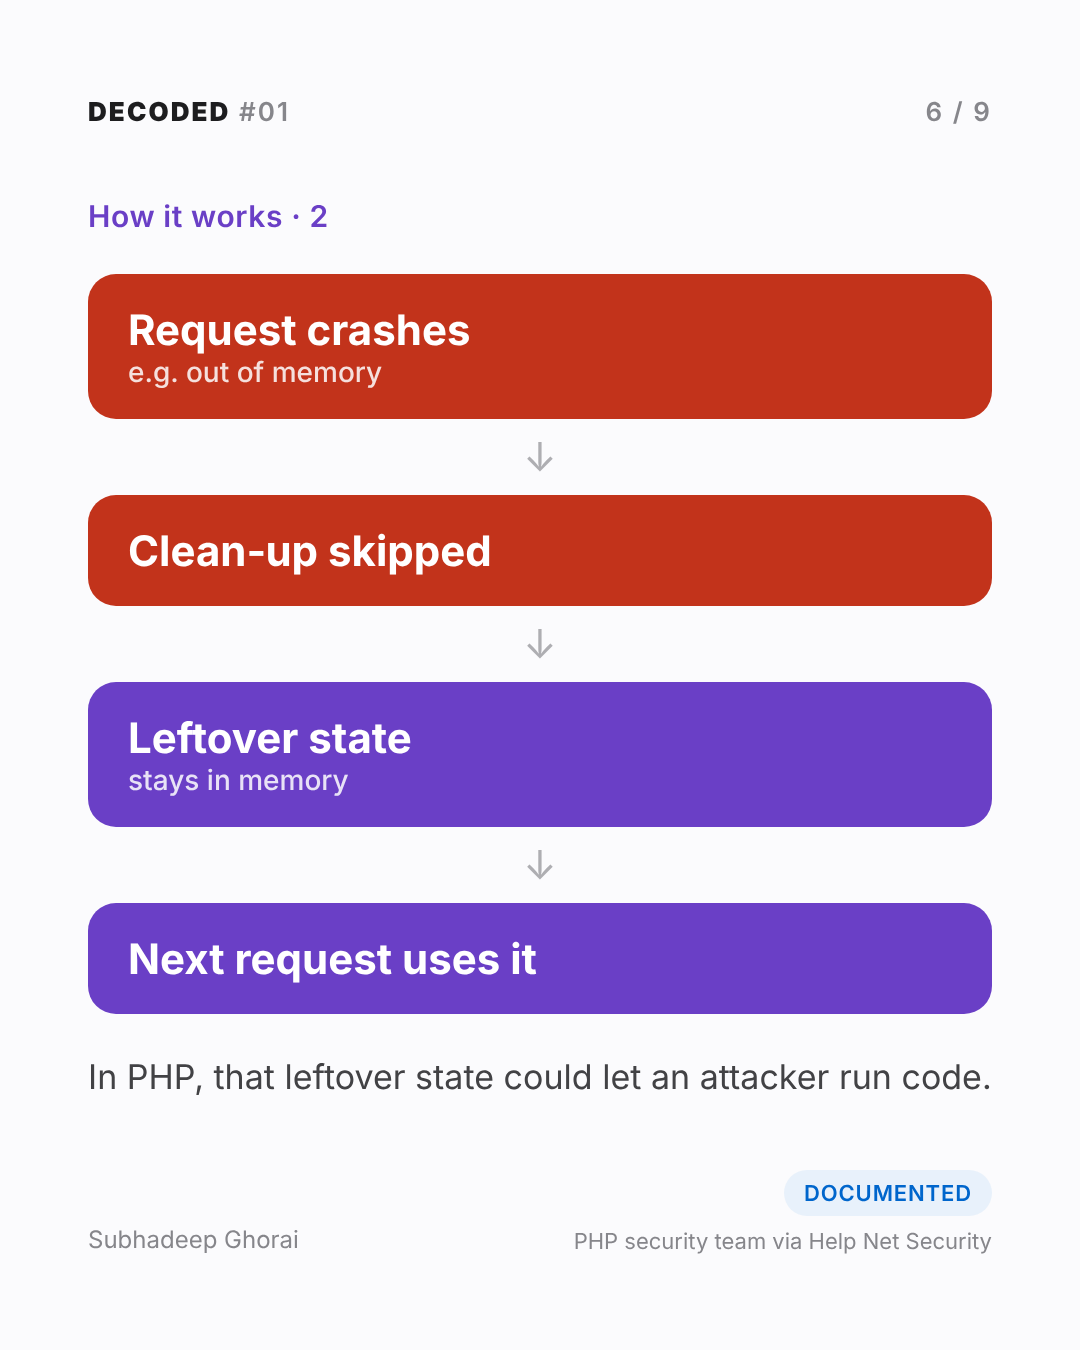 DECODED #01
6 / 9
How it works · 2
Request crashes
e.g. out of memory
↓
Clean-up skipped
↓
Leftover state
stays in memory
↓
Next request uses it
In PHP, that leftover state could let an attacker run code.
DOCUMENTED
Subhadeep Ghorai
PHP security team via Help Net Security